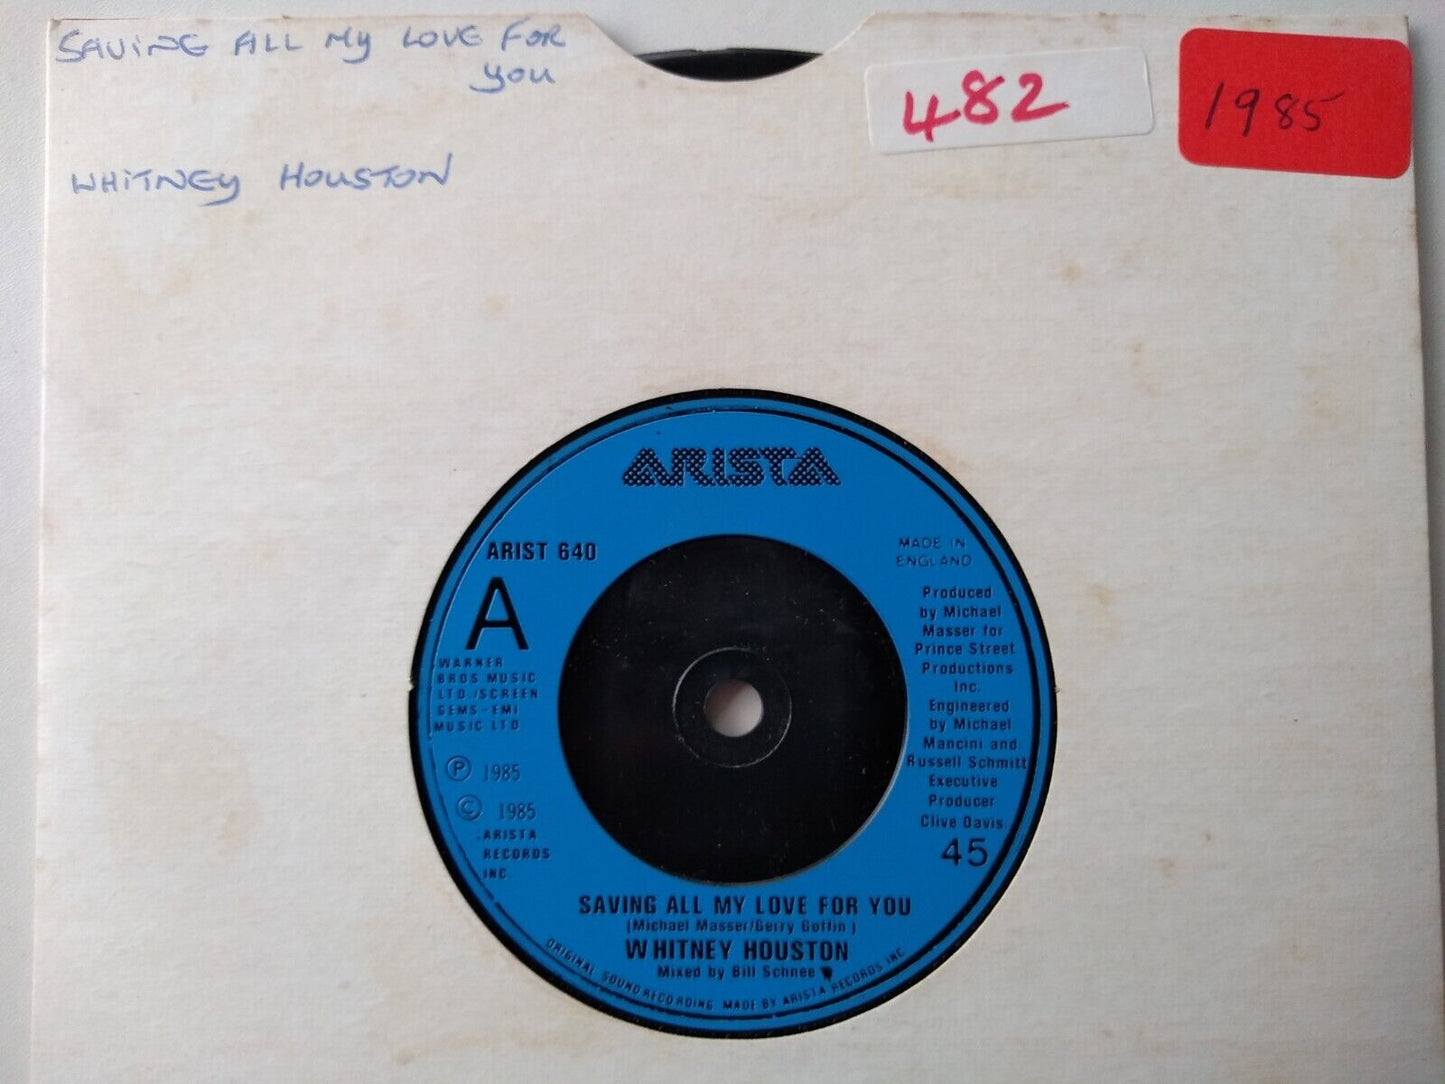 SAVING ALL MY LOVE FOR
YOU
WHITNEY HOUSTON
482
1985
ARISTA
ARIST 640
A
WARNER
BROS MUSIC
LTD./SCREEN
GEMS-EMI
MUSIC LTD.
Ⓟ 1985
© 1985
ARISTA
RECORDS
INC.
MADE IN
ENGLAND
Produced
by Michael
Masser for
Prince Street
Productions
Inc.
Engineered
by Michael
Mancini and
Russell Schmitt
Executive
Producer
Clive Davis.
45
SAVING ALL MY LOVE FOR YOU
(Michael Masser/Gerry Goffin)
WHITNEY HOUSTON
Mixed by Bill Schnee
ORIGINAL SOUND RECORDING MADE BY ARISTA RECORDS INC